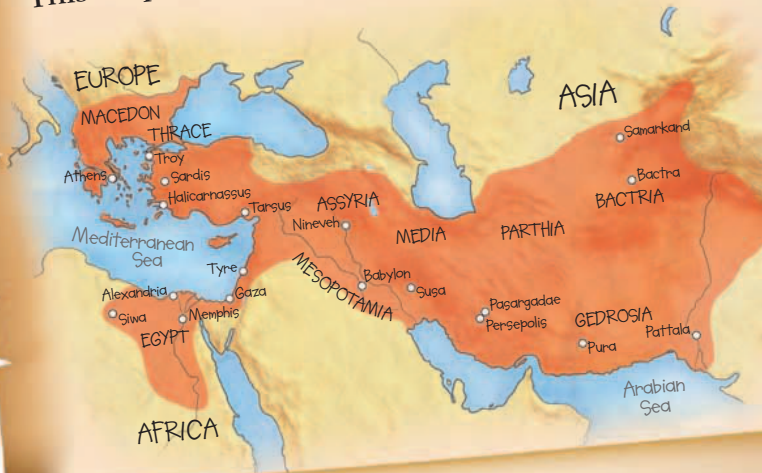 This
EUROPE
ASIA
MACEDON
THRACE
Samarkand
Troy
Athens
Sardis
Bactra
Halicarnassus
BACTRIA
Tarsus
ASSYRIA
Nineveh
MEDIA
PARTHIA
Mediterranean
Sea
Tyre
MESOPOTAMIA
Babylon
Susa
Alexandria
Gaza
Siwa
Memphis
Pasargadae
Persepolis
GEDROSIA
Pattala
EGYPT
Pura
Arabian
Sea
AFRICA